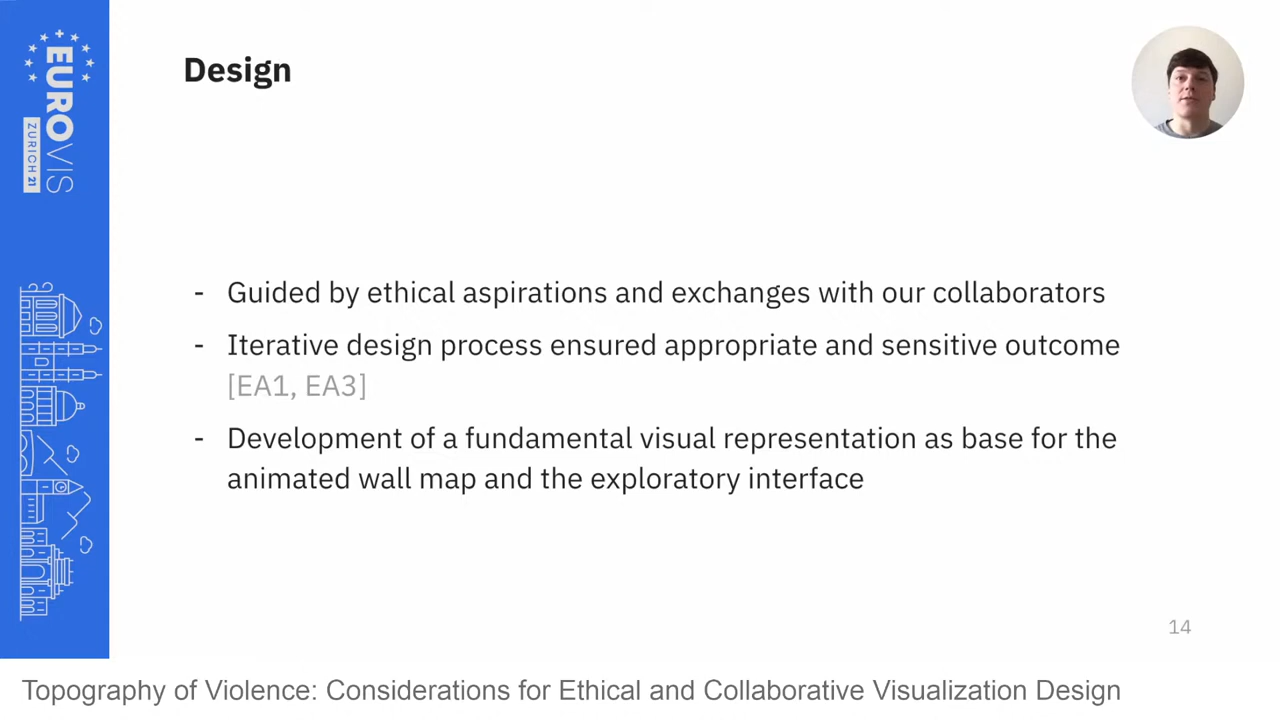 EUROVIS
ZURICH 21
Design
- Guided by ethical aspirations and exchanges with our collaborators
- Iterative design process ensured appropriate and sensitive outcome
[EA1, EA3]
- Development of a fundamental visual representation as base for the
animated wall map and the exploratory interface
14
Topography of Violence: Considerations for Ethical and Collaborative Visualization Design